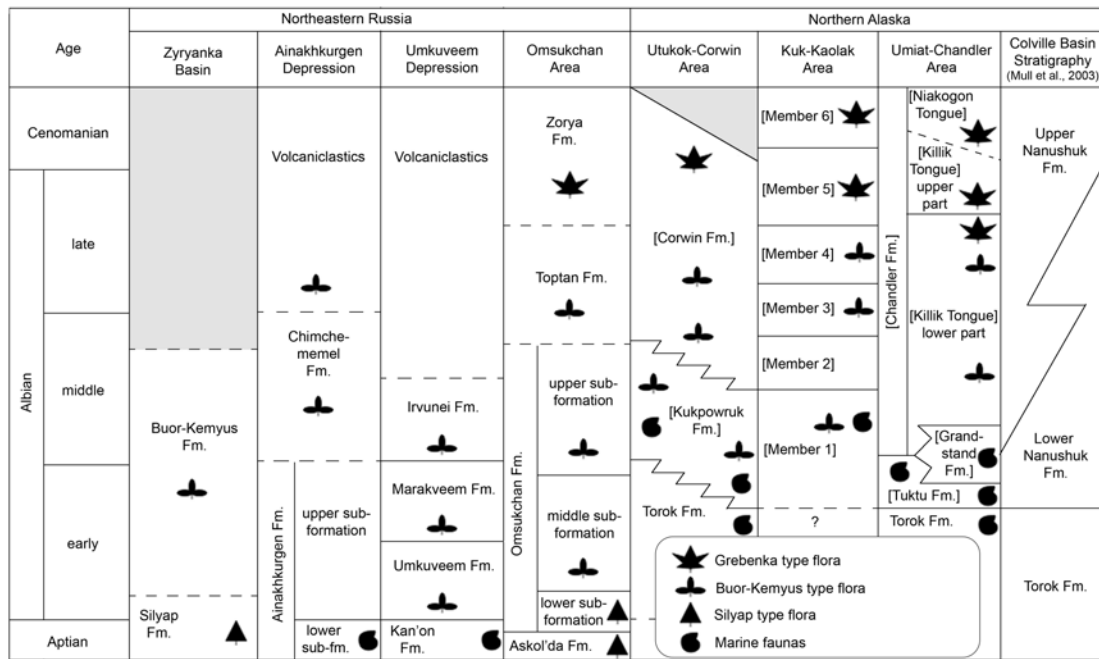 Northeastern Russia
Northern Alaska
Age
Zyryanka
Basin
Ainakhkurgen
Depression
Umkuveem
Depression
Omsukchan
Area
Utukok-Corwin
Area
Kuk-Kaolak
Area
Umiat-Chandler
Area
Colville Basin
Stratigraphy
(Mull et al., 2003)
Cenomanian
Albian
late
middle
early
Aptian
Buor-Kemyus
Fm.
Silyap
Fm.
Volcaniclastics
Chimche-
memel
Fm.
Ainakhkurgen Fm.
upper sub-
formation
lower
sub-fm.
Volcaniclastics
Irvunei Fm.
Marakveem Fm.
Umkuveem Fm.
Kan'on
Fm.
Zorya
Fm.
Toptan Fm.
Omsukchan Fm.
upper sub-
formation
middle sub-
formation
lower sub-
formation
Askol'da Fm.
[Corwin Fm.]
[Kukpowruk
Fm.]
Torok Fm.
[Member 6]
[Member 5]
[Member 4]
[Member 3]
[Member 2]
[Member 1]
?
[Chandler Fm.]
[Niakogon
Tongue]
[Killik
Tongue]
upper
part
[Killik Tongue]
lower part
[Grand-
stand
Fm.]
[Tuktu Fm.]
Torok Fm.
Upper
Nanushuk
Fm.
Lower
Nanushuk
Fm.
Torok Fm.
Grebenka type flora
Buor-Kemyus type flora
Silyap type flora
Marine faunas